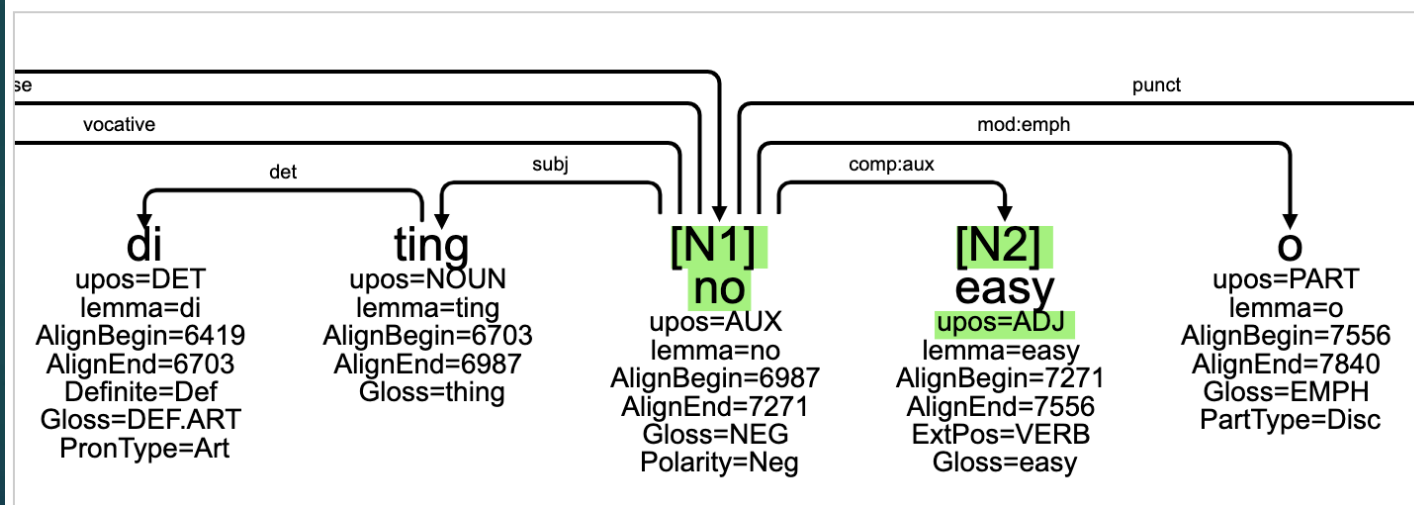 se
punct
vocative
mod:emph
det
subj
comp:aux
di
upos=DET
lemma=di
AlignBegin=6419
AlignEnd=6703
Definite=Def
Gloss=DEF.ART
PronType=Art
ting
upos=NOUN
lemma=ting
AlignBegin=6703
AlignEnd=6987
Gloss=thing
[N1]
no
upos=AUX
lemma=no
AlignBegin=6987
AlignEnd=7271
Gloss=NEG
Polarity=Neg
[N2]
easy
upos=ADJ
lemma=easy
AlignBegin=7271
AlignEnd=7556
ExtPos=VERB
Gloss=easy
o
upos=PART
lemma=o
AlignBegin=7556
AlignEnd=7840
Gloss=EMPH
PartType=Disc